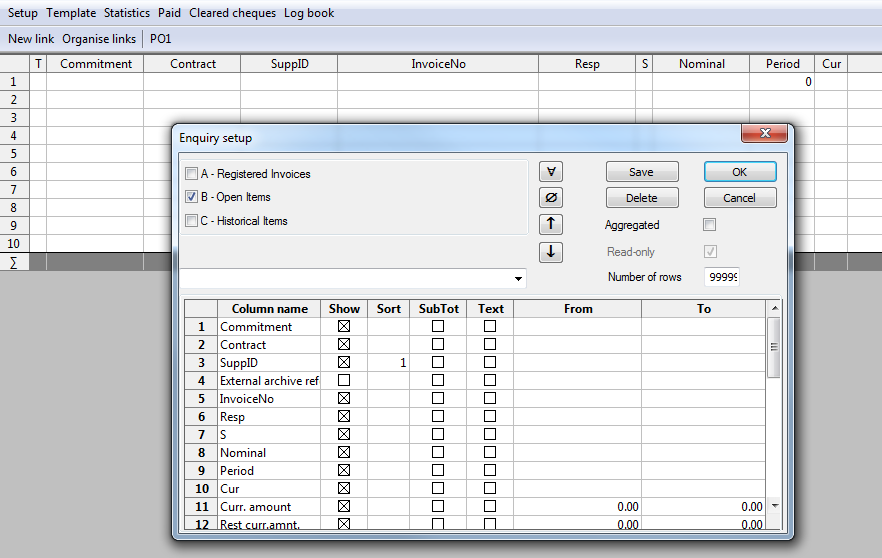 Setup Template Statistics Paid Cleared cheques Log book
New link Organise links PO1
T Commitment Contract SuppID InvoiceNo Resp S Nominal Period Cur
1 0
2
3
4
5
6
7
8
9
10
∑
Enquiry setup
A - Registered Invoices ∀ Save OK
B - Open Items Ø Delete Cancel
C - Historical Items ↑ Aggregated
↓ Read-only
Number of rows 99999
Column name Show Sort SubTot Text From To
1 Commitment
2 Contract
3 SuppID 1
4 External archive ref
5 InvoiceNo
6 Resp
7 S
8 Nominal
9 Period
10 Cur
11 Curr. amount 0.00 0.00
12 Rest curr.amnt. 0.00 0.00